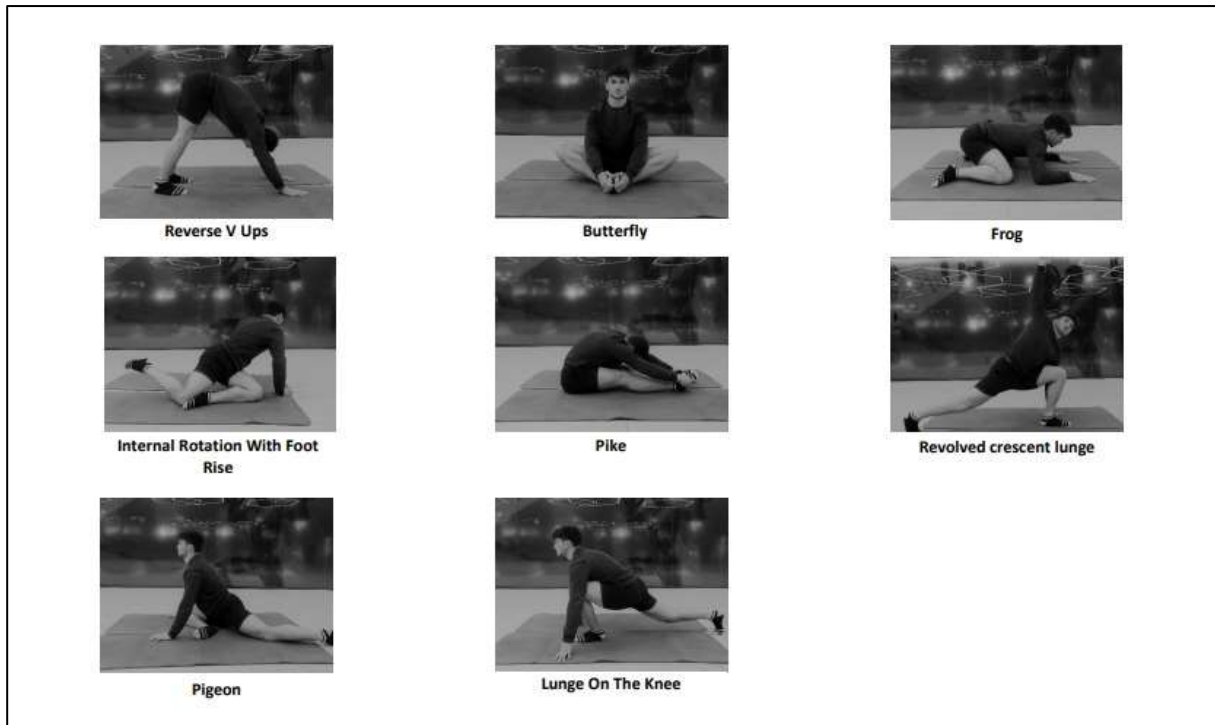 Reverse V Ups
Butterfly
Frog
Internal Rotation With Foot
Rise
Pike
Revolved crescent lunge
Pigeon
Lunge On The Knee